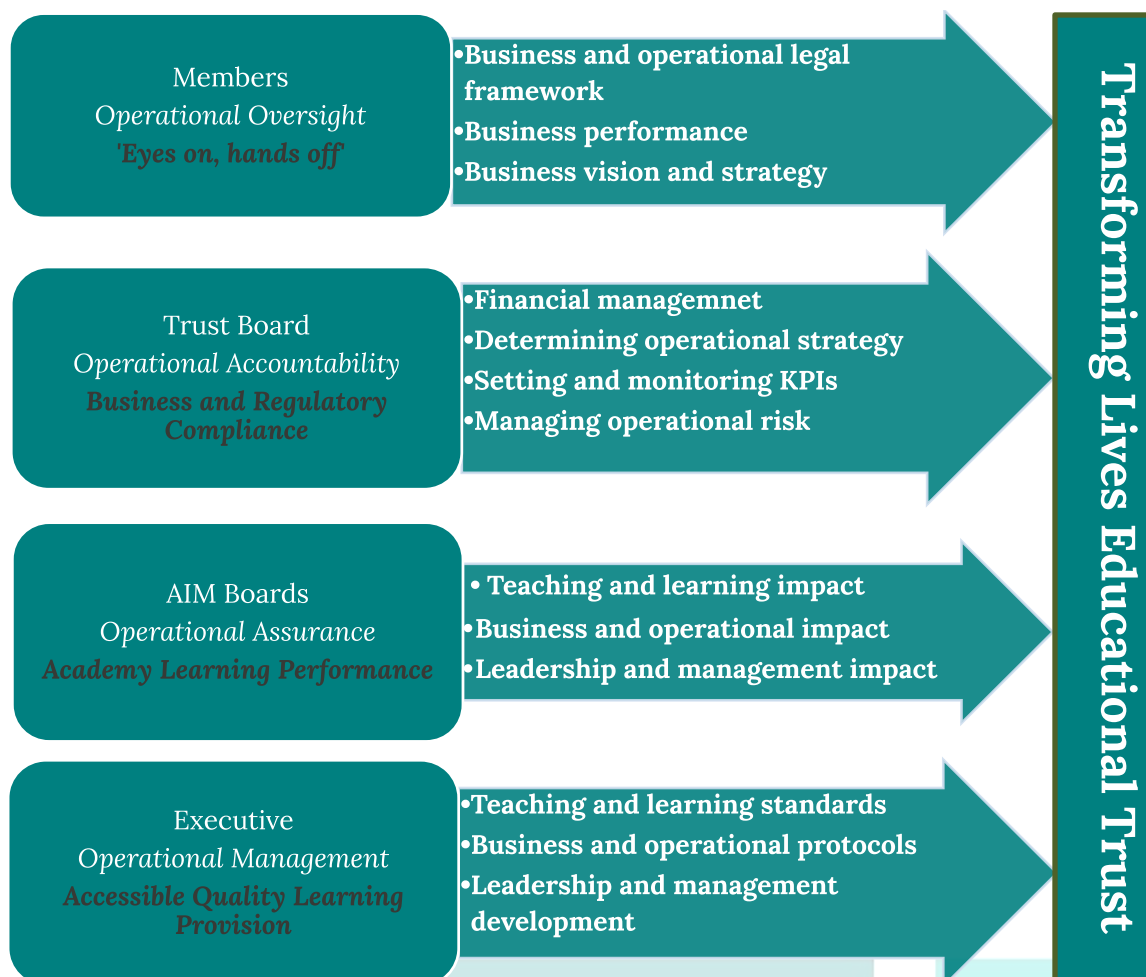 Members
Operational Oversight
'Eyes on, hands off'
•Business and operational legal
framework
•Business performance
•Business vision and strategy
Trust Board
Operational Accountability
Business and Regulatory
Compliance
•Financial managemnet
•Determining operational strategy
•Setting and monitoring KPIs
•Managing operational risk
AIM Boards
Operational Assurance
Academy Learning Performance
• Teaching and learning impact
•Business and operational impact
•Leadership and management impact
Executive
Operational Management
Accessible Quality Learning
Provision
•Teaching and learning standards
•Business and operational protocols
•Leadership and management
development
Transforming Lives Educational Trust